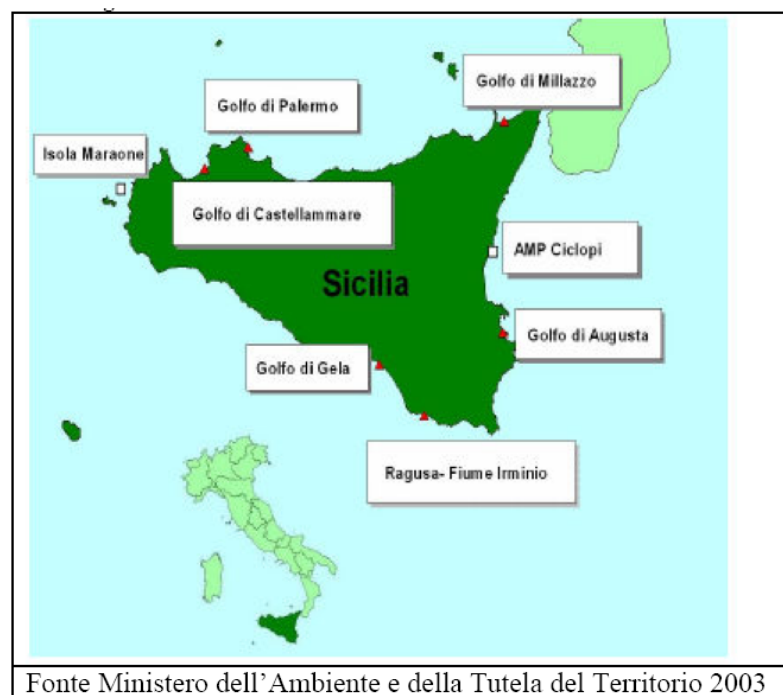 Golfo di Millazzo
Golfo di Palermo
Isola Maraone
Golfo di Castellammare
AMP Ciclopi
Sicilia
Golfo di Augusta
Golfo di Gela
Ragusa- Fiume Irminio
Fonte Ministero dell'Ambiente e della Tutela del Territorio 2003